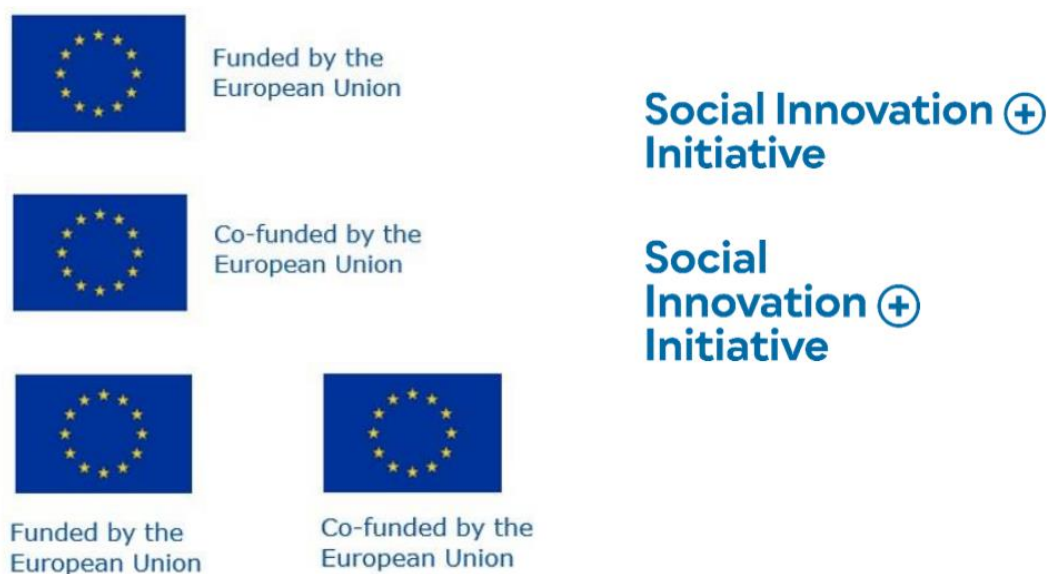 Funded by the
European Union
Social Innovation +
Initiative
Co-funded by the
European Union
Social
Innovation +
Initiative
Funded by the
European Union
Co-funded by the
European Union